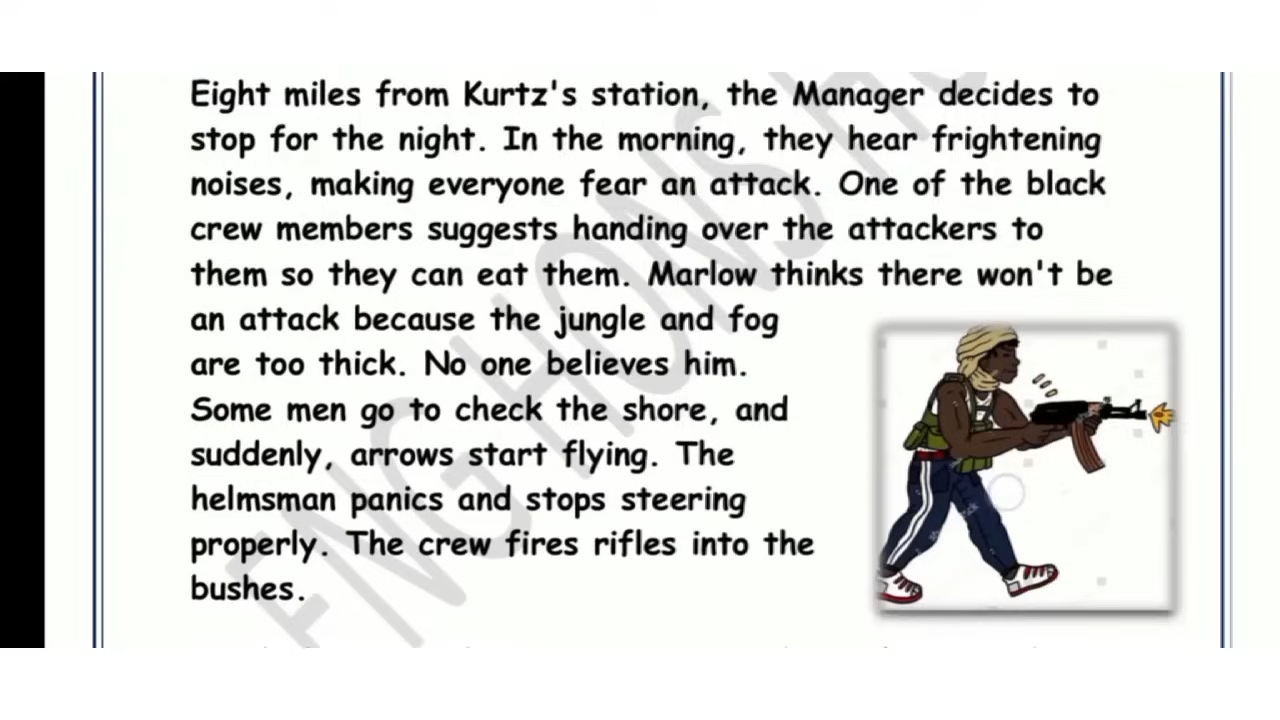 Eight miles from Kurtz's station, the Manager decides to
stop for the night. In the morning, they hear frightening
noises, making everyone fear an attack. One of the black
crew members suggests handing over the attackers to
them so they can eat them. Marlow thinks there won't be
an attack because the jungle and fog
are too thick. No one believes him.
Some men go to check the shore, and
suddenly, arrows start flying. The
helmsman panics and stops steering
properly. The crew fires rifles into the
bushes.